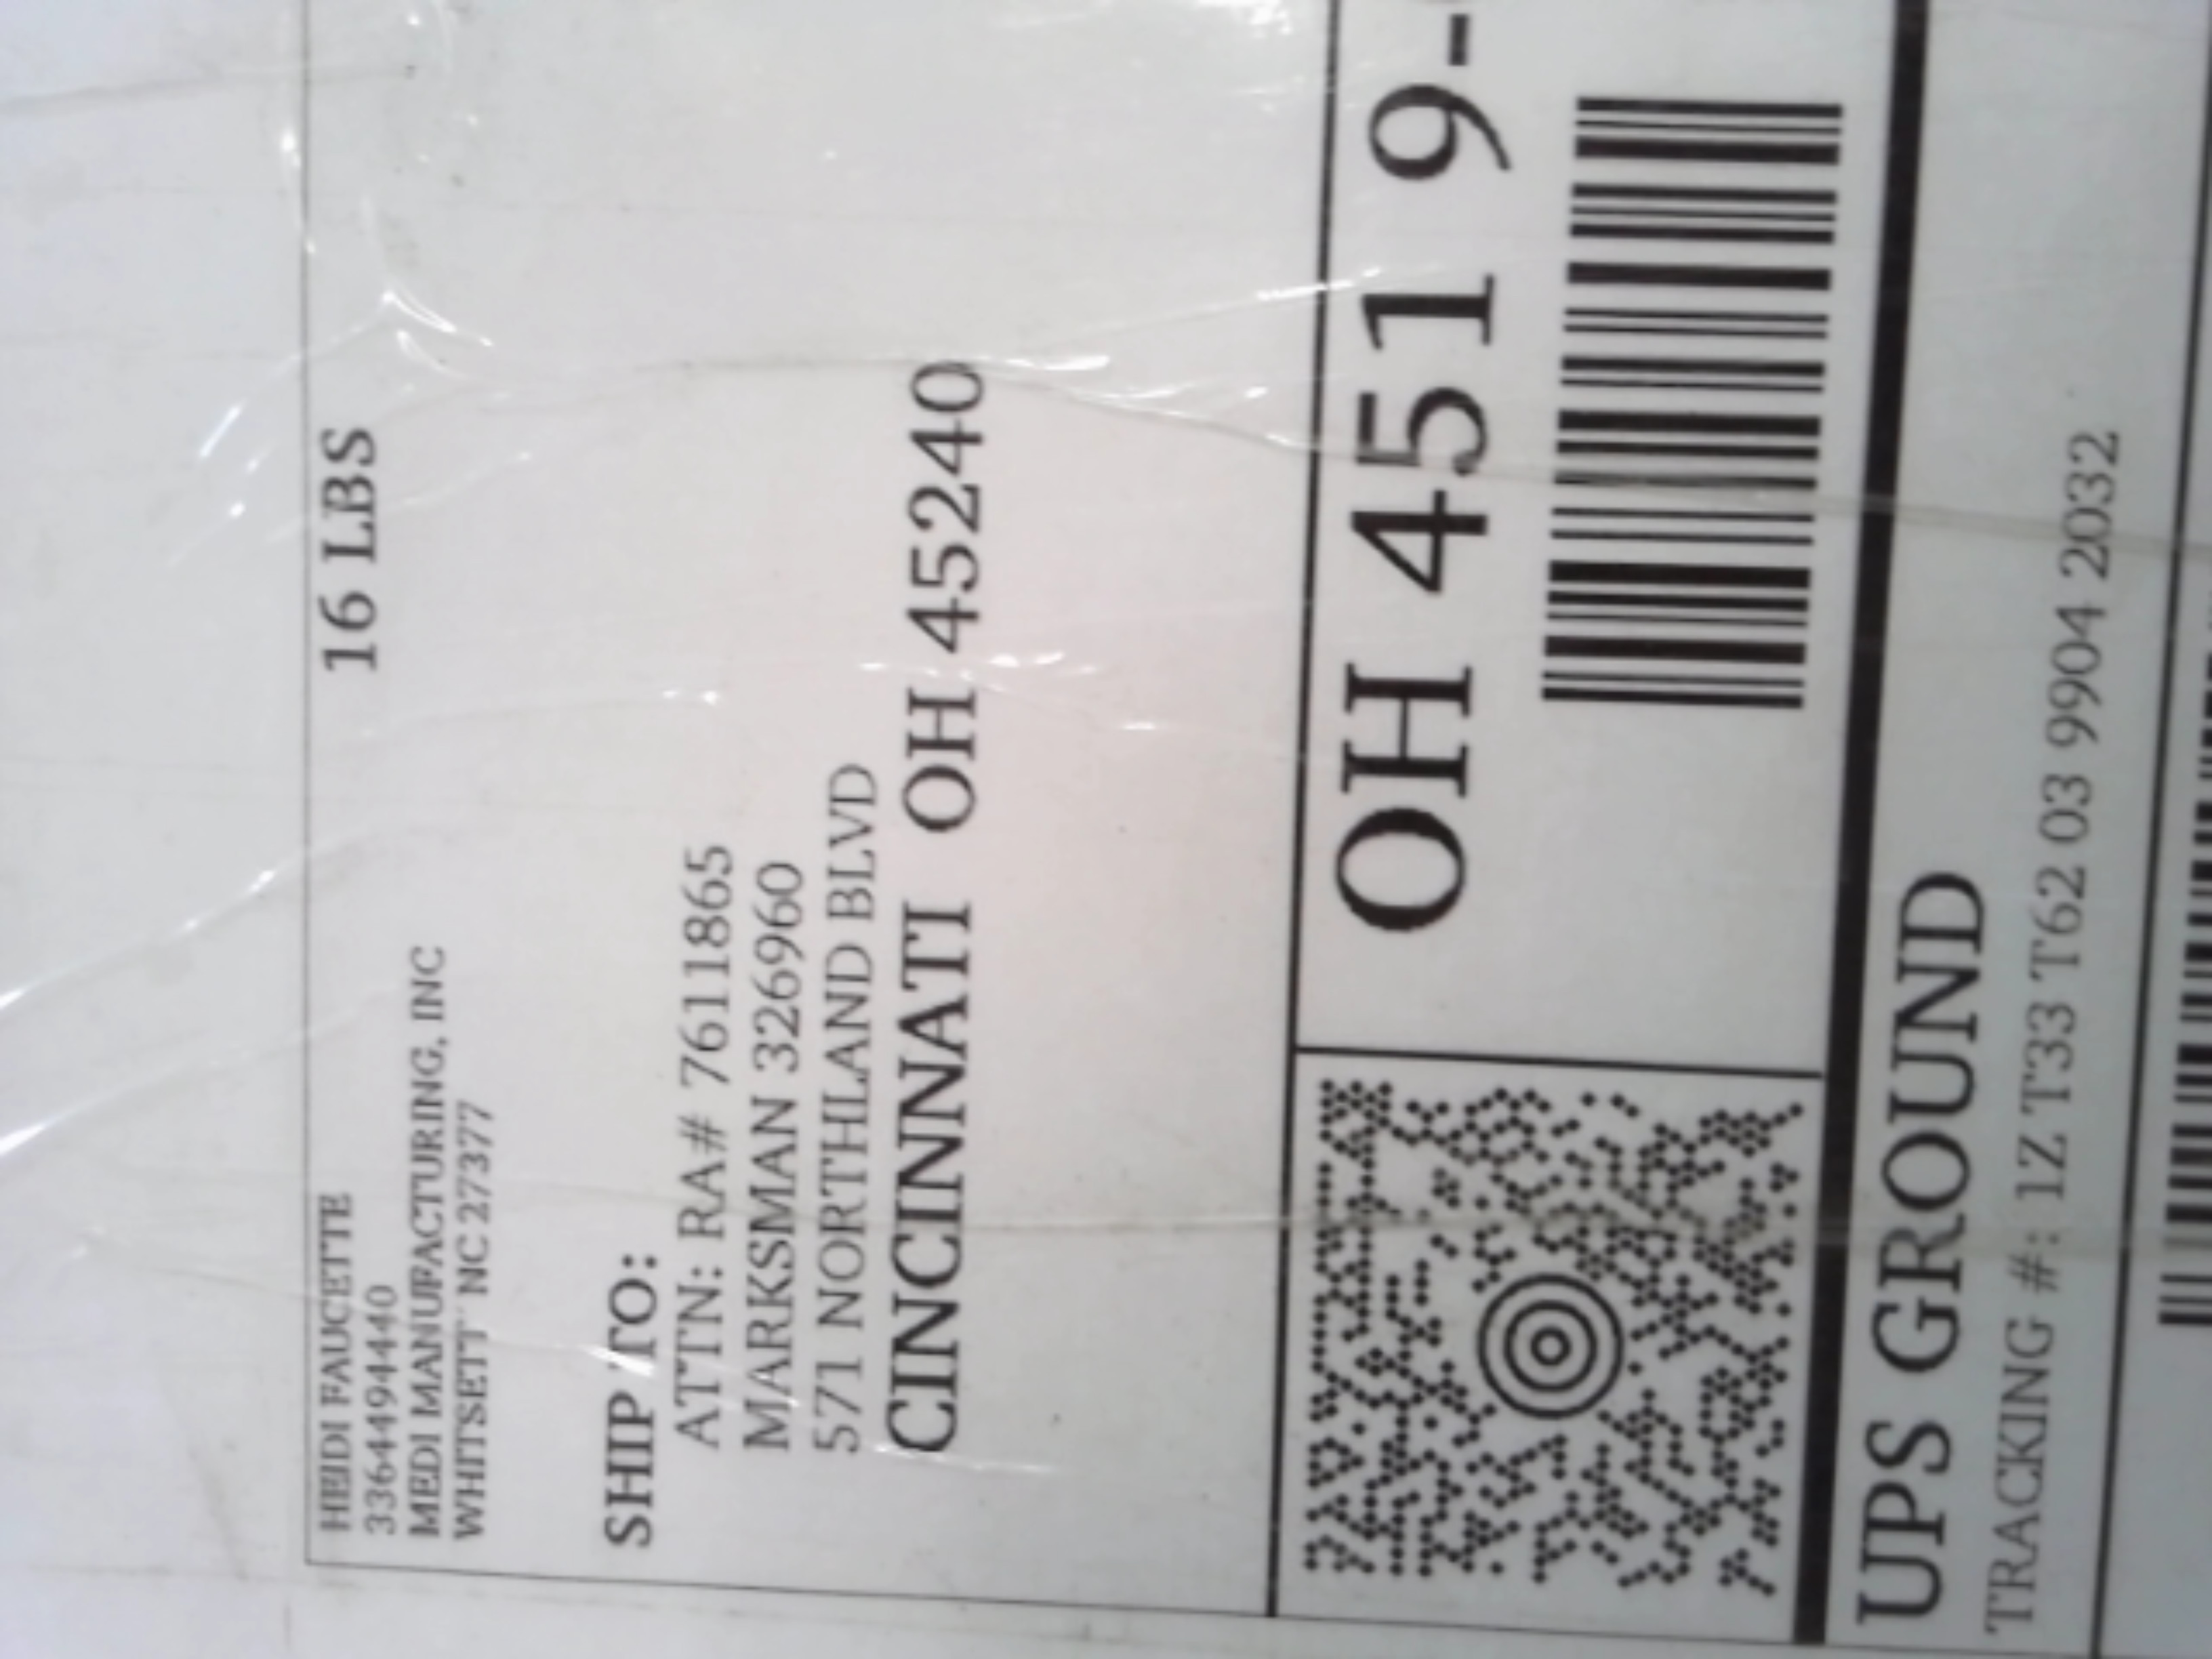 HEIDI FAUCETTE
3364494440
MEDI MANUFACTURING, INC
WHITSETT NC 27377
16 LBS
SHIP TO:
ATTN: RA# 7611865
MARKSMAN 326960
571 NORTHLAND BLVD
CINCINNATI OH 45240
OH 451 9-
UPS GROUND
TRACKING #: 1Z T33 T62 03 9904 2032